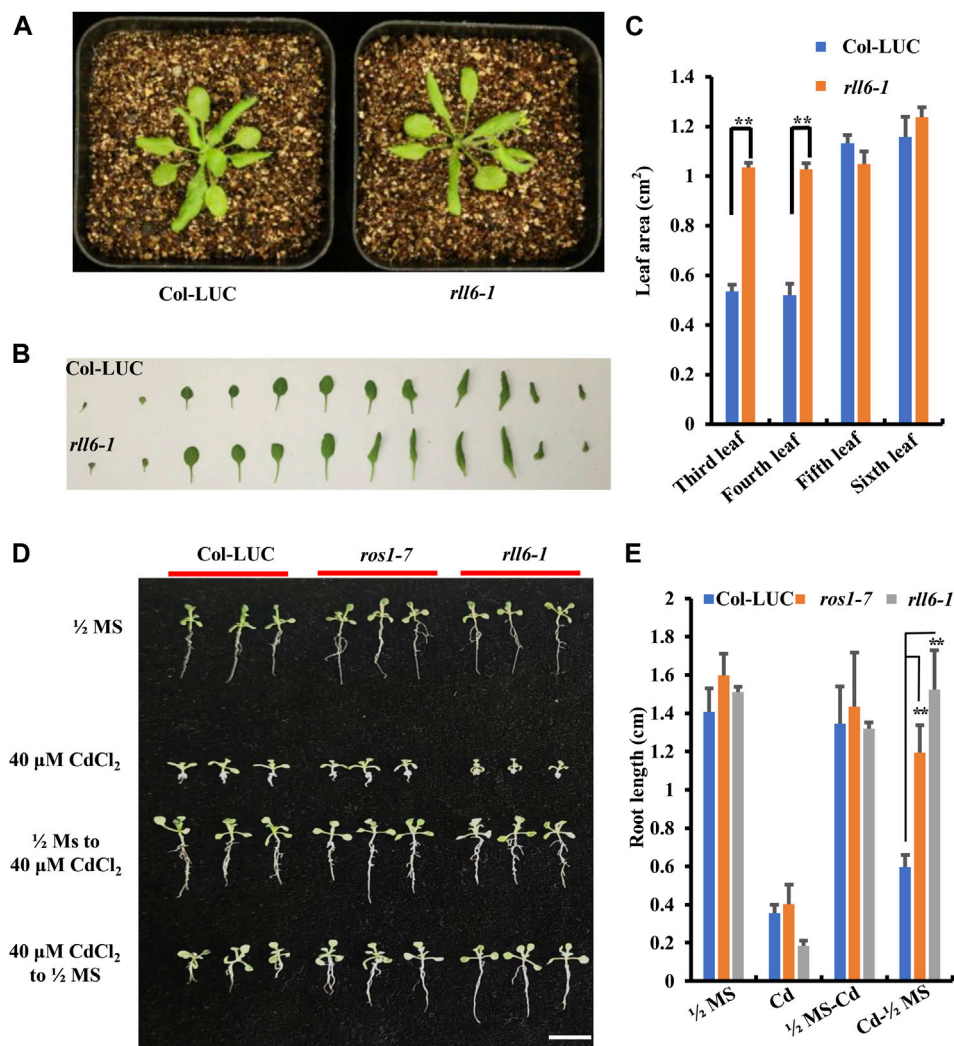 A
Col-LUC
rll6-1
B
Col-LUC
rll6-1
C
Col-LUC
rll6-1
Leaf area (cm²)
1.4
1.2
1
0.8
0.6
0.4
0.2
0
**
**
Third leaf
Fourth leaf
Fifth leaf
Sixth leaf
D
Col-LUC
ros1-7
rll6-1
½ MS
40 µM CdCl₂
½ Ms to
40 µM CdCl₂
40 µM CdCl₂
to ½ MS
E
Col-LUC
ros1-7
rll6-1
Root length (cm)
2
1.8
1.6
1.4
1.2
1
0.8
0.6
0.4
0.2
0
**
**
½ MS
Cd
½ MS-Cd
Cd-½ MS